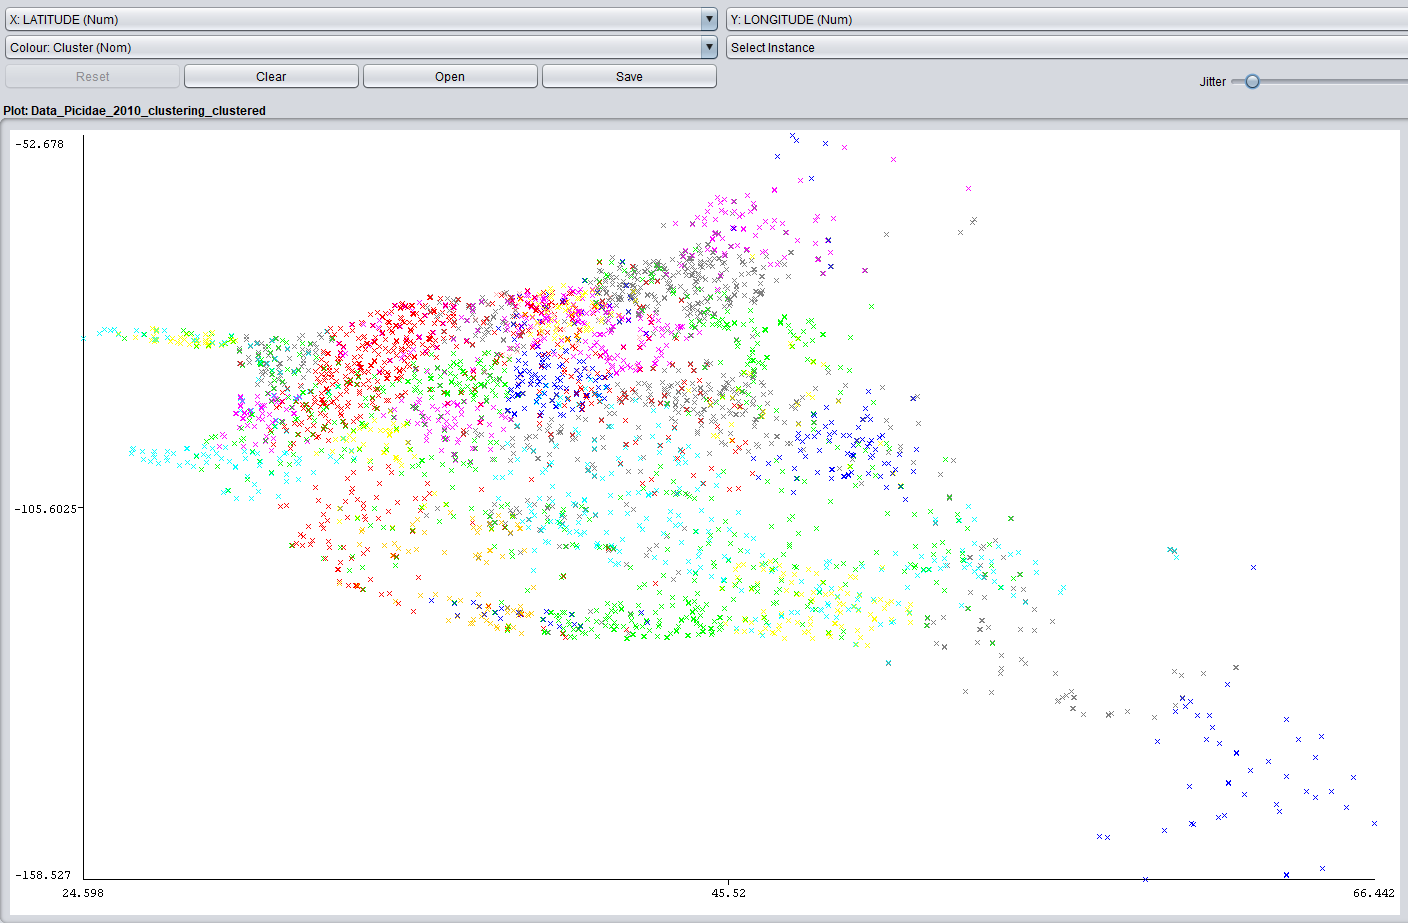 X: LATITUDE (Num)
Y: LONGITUDE (Num)
Colour: Cluster (Nom)
Select Instance
Reset
Clear
Open
Save
Jitter
Plot: Data_Picidae_2010_clustering_clustered
-52.678
-105.6025
-158.527
24.598
45.52
66.442